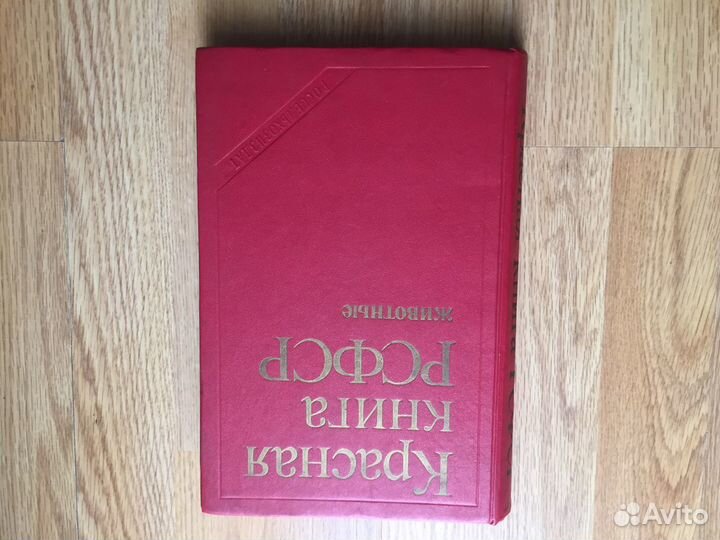 Красная
книга
РСФСР
животные
РОССЕЛЬХОЗИЗДАТ
Avito